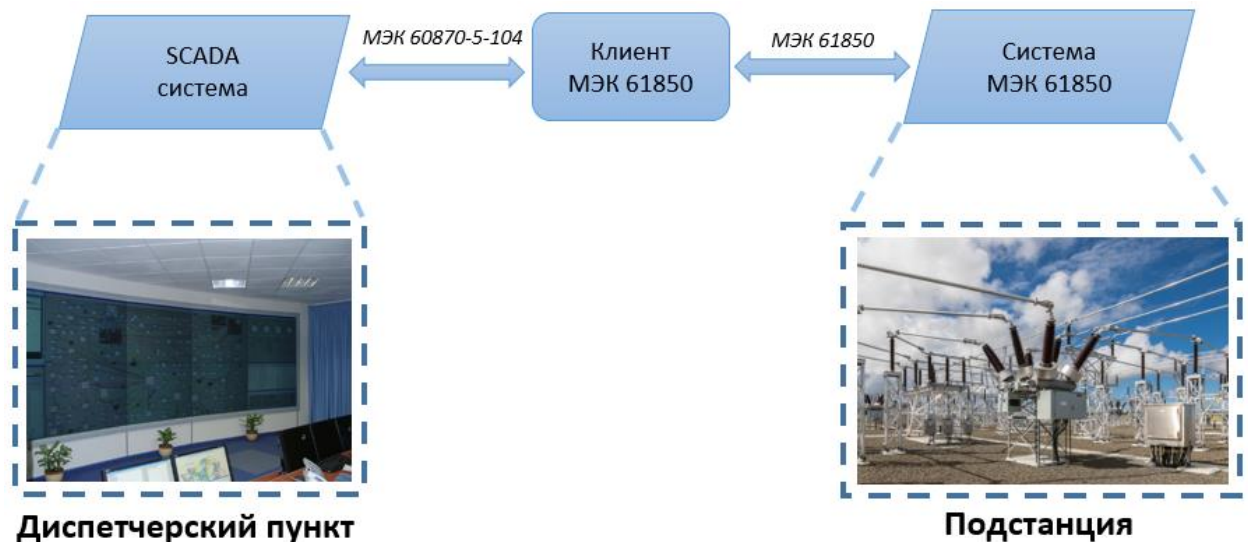 SCADA
система
МЭК 60870-5-104
Клиент
МЭК 61850
МЭК 61850
Система
МЭК 61850
Диспетчерский пункт
Подстанция